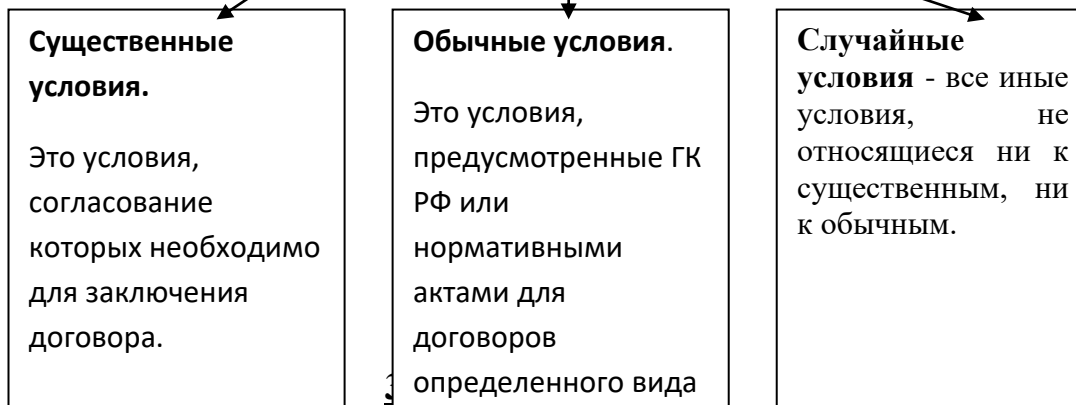 Существенные
условия.
Это условия,
согласование
которых необходимо
для заключения
договора.
Обычные условия.
Это условия,
предусмотренные ГК
РФ или
нормативными
актами для
договоров
определенного вида
Случайные
условия - все иные
условия, не
относящиеся ни к
существенным, ни
к обычным.